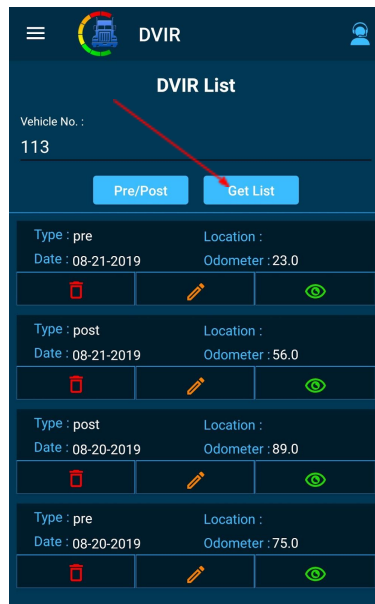 DVIR
DVIR List
Vehicle No. :
113
Pre/Post Get List
Type : pre Location :
Date : 08-21-2019 Odometer : 23.0
Type : post Location :
Date : 08-21-2019 Odometer : 56.0
Type : post Location :
Date : 08-20-2019 Odometer : 89.0
Type : pre Location :
Date : 08-20-2019 Odometer : 75.0